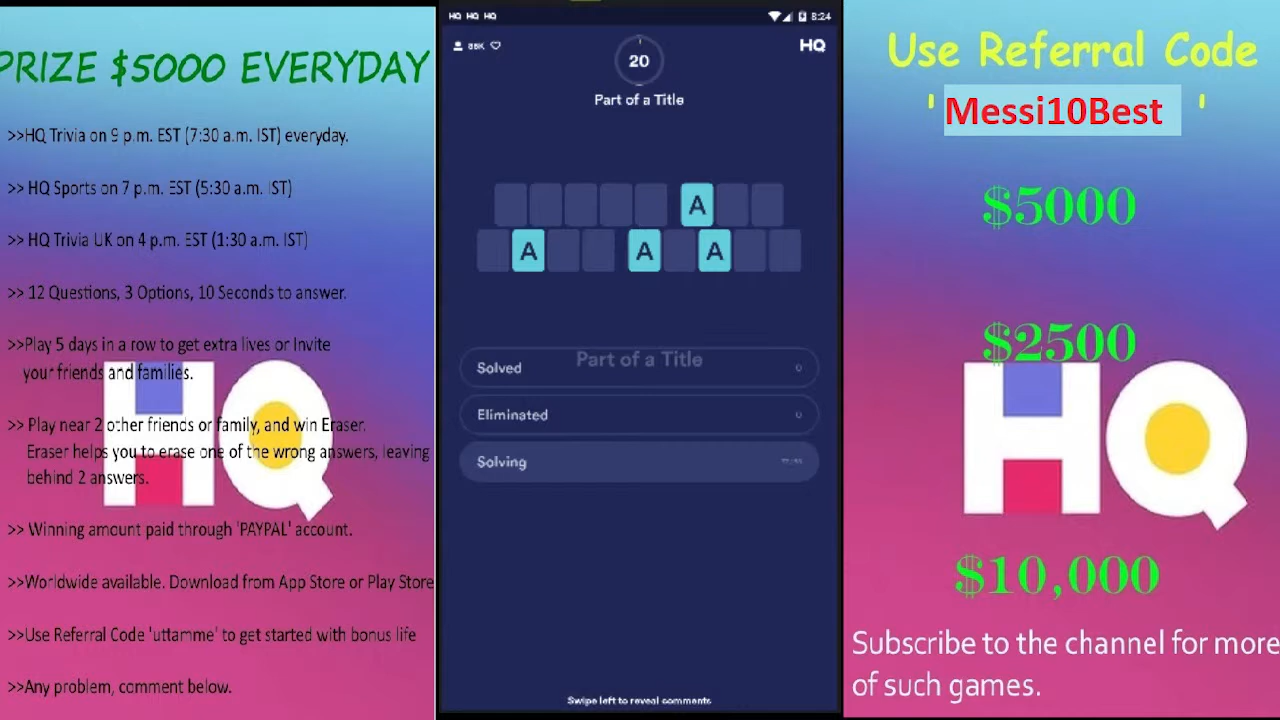 PRIZE $5000 EVERYDAY
>>HQ Trivia on 9 p.m. EST (7:30 a.m. IST) everyday.
>> HQ Sports on 7 p.m. EST (5:30 a.m. IST)
>> HQ Trivia UK on 4 p.m. EST (1:30 a.m. IST)
>> 12 Questions, 3 Options, 10 Seconds to answer.
>>Play 5 days in a row to get extra lives or Invite
your friends and families.
>> Play near 2 other friends or family, and win Eraser.
Eraser helps you to erase one of the wrong answers, leaving
behind 2 answers.
>> Winning amount paid through 'PAYPAL' account.
>>Worldwide available. Download from App Store or Play Store
>>Use Referral Code 'uttamme' to get started with bonus life
>>Any problem, comment below.
HQ
HQ HQ HQ
8:24
88K
20
HQ
Part of a Title
A
A A A
Part of a Title
Solved 0
Eliminated 0
Solving
Swipe left to reveal comments
Use Referral Code
' Messi10Best '
$5000
$2500
HQ
$10,000
Subscribe to the channel for more
of such games.